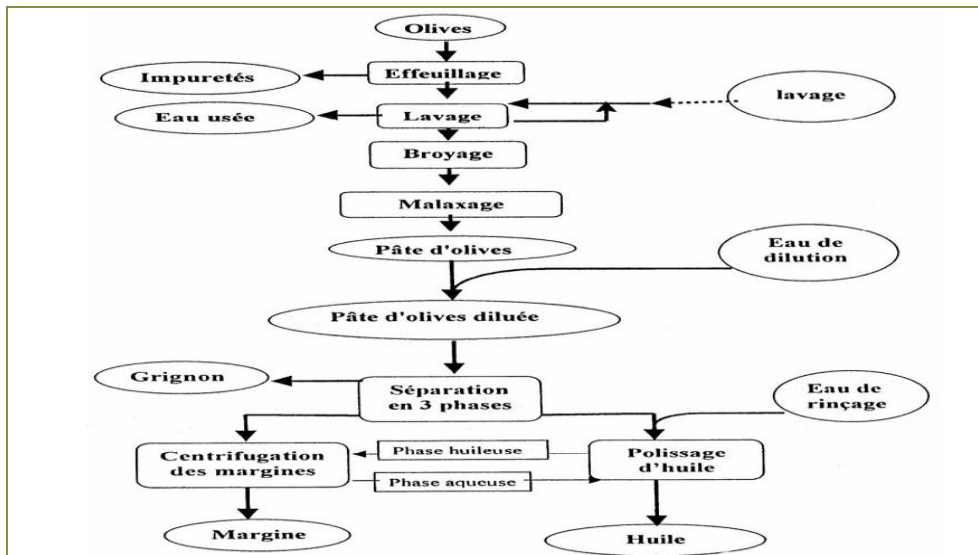 Olives
Impuretés
Effeuillage
lavage
Eau usée
Lavage
Broyage
Malaxage
Pâte d'olives
Eau de
dilution
Pâte d'olives diluée
Grignon
Séparation
en 3 phases
Eau de
rinçage
Centrifugation
des margines
Phase huileuse
Phase aqueuse
Polissage
d'huile
Margine
Huile